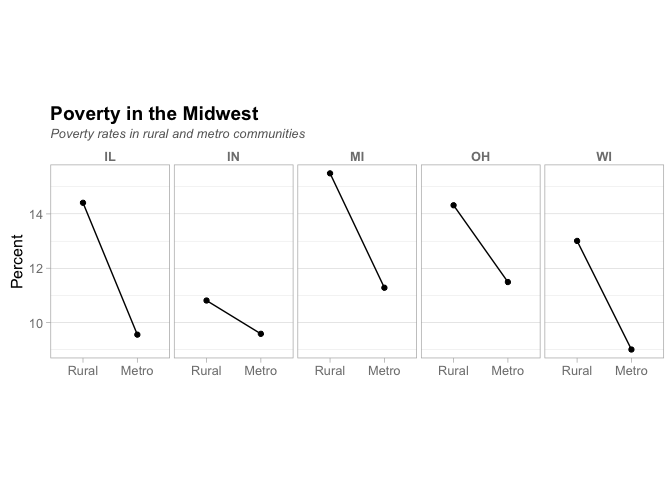 Poverty in the Midwest
Poverty rates in rural and metro communities
IL IN MI OH WI
Percent
14
12
10
Rural Metro Rural Metro Rural Metro Rural Metro Rural Metro